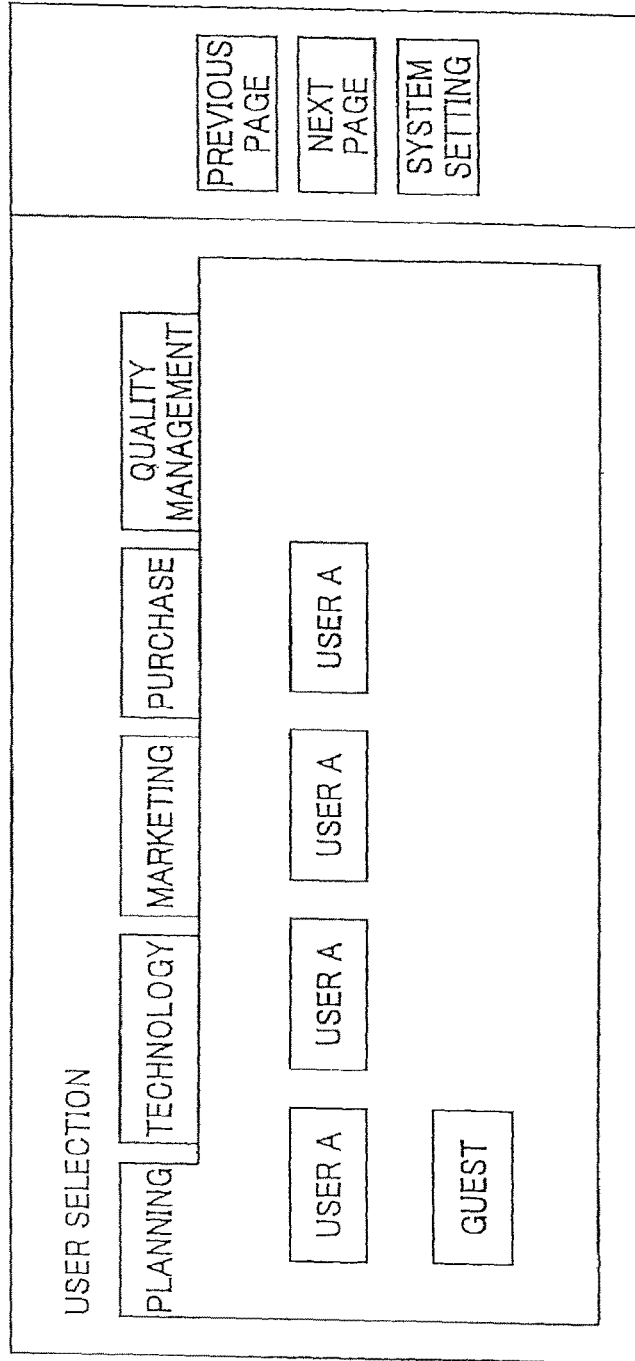 USER SELECTION
PLANNING
TECHNOLOGY
MARKETING
PURCHASE
QUALITY
MANAGEMENT
USER A
USER A
USER A
USER A
GUEST
PREVIOUS
PAGE
NEXT
PAGE
SYSTEM
SETTING